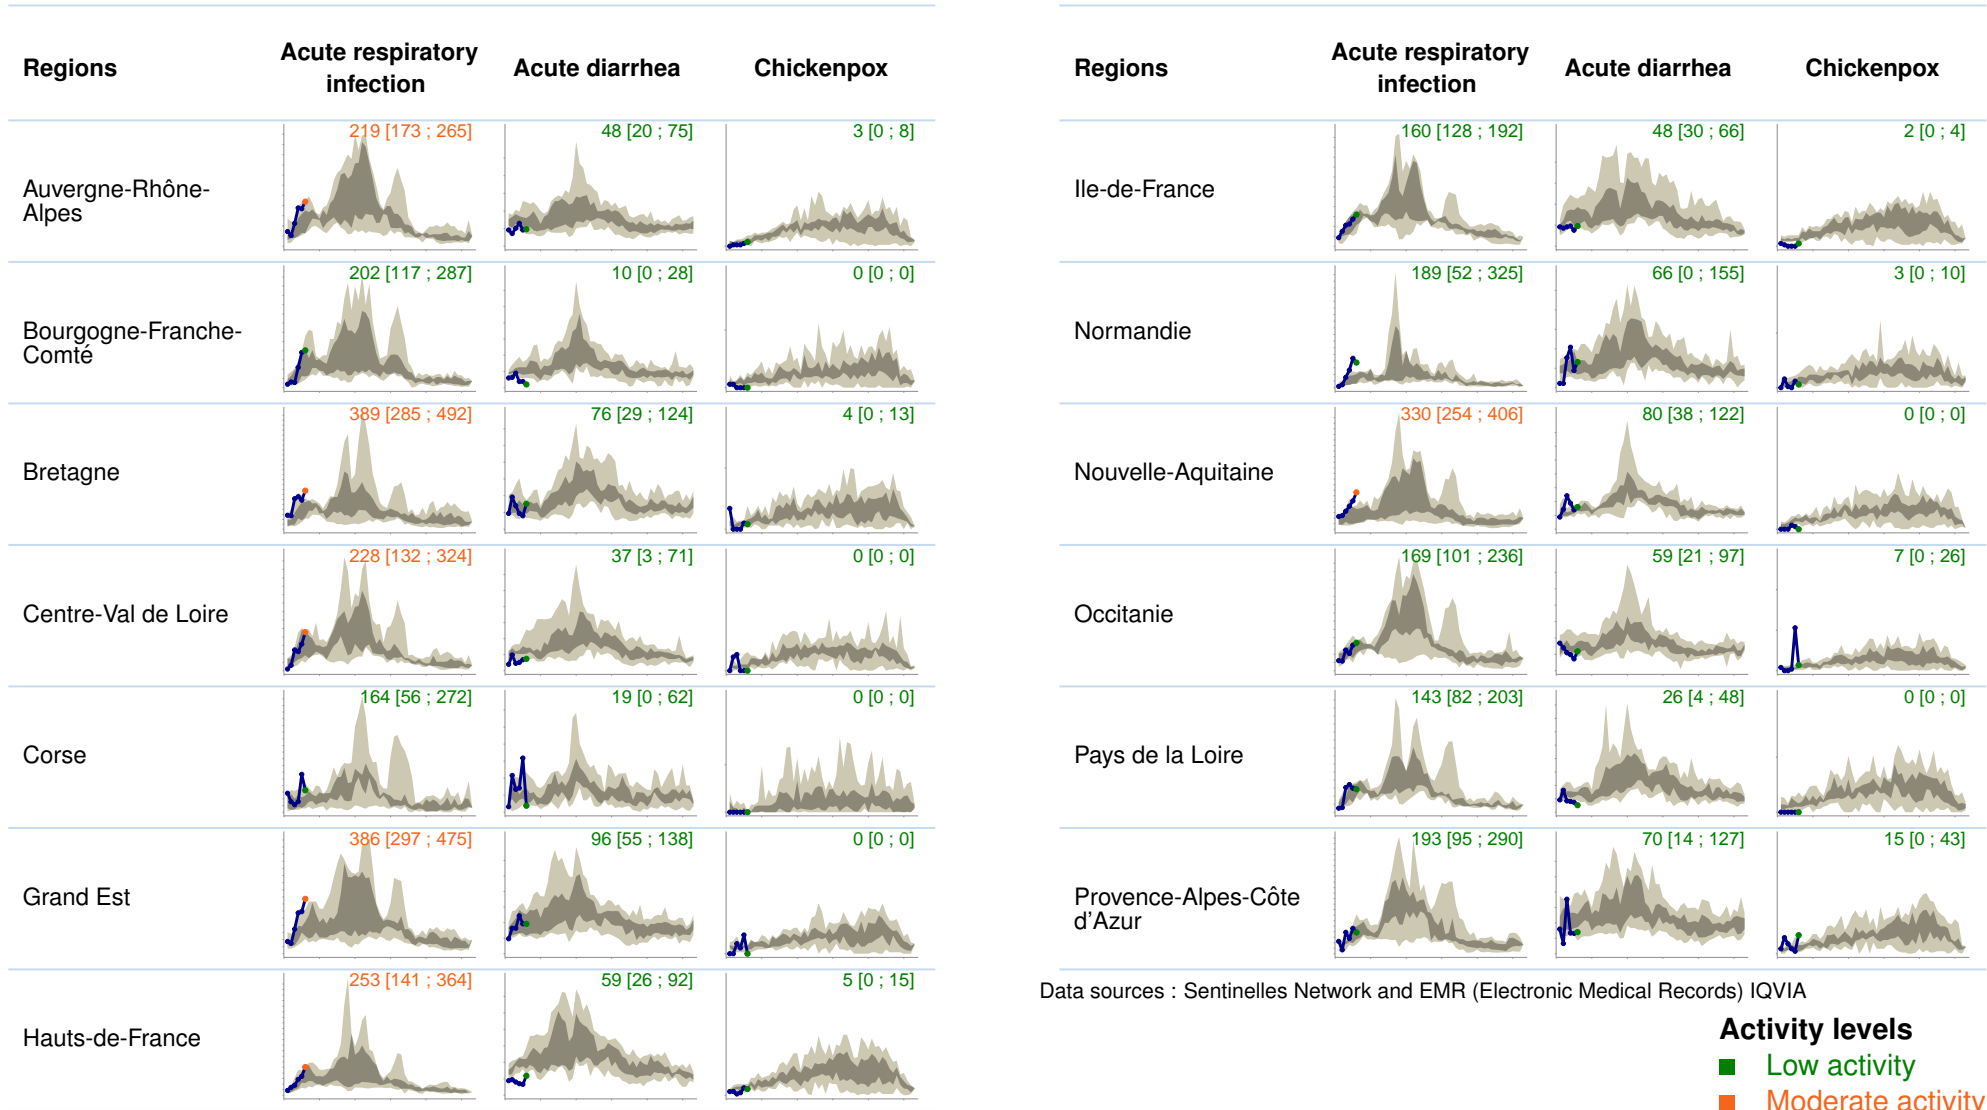 Regions Acute respiratory infection Acute diarrhea Chickenpox
Auvergne-Rhône-Alpes 219 [173 ; 265] 48 [20 ; 75] 3 [0 ; 8]
Bourgogne-Franche-Comté 202 [117 ; 287] 10 [0 ; 28] 0 [0 ; 0]
Bretagne 389 [285 ; 492] 76 [29 ; 124] 4 [0 ; 13]
Centre-Val de Loire 228 [132 ; 324] 37 [3 ; 71] 0 [0 ; 0]
Corse 164 [56 ; 272] 19 [0 ; 62] 0 [0 ; 0]
Grand Est 386 [297 ; 475] 96 [55 ; 138] 0 [0 ; 0]
Hauts-de-France 253 [141 ; 364] 59 [26 ; 92] 5 [0 ; 15]
Regions Acute respiratory infection Acute diarrhea Chickenpox
Ile-de-France 160 [128 ; 192] 48 [30 ; 66] 2 [0 ; 4]
Normandie 189 [52 ; 325] 66 [0 ; 155] 3 [0 ; 10]
Nouvelle-Aquitaine 330 [254 ; 406] 80 [38 ; 122] 0 [0 ; 0]
Occitanie 169 [101 ; 236] 59 [21 ; 97] 7 [0 ; 26]
Pays de la Loire 143 [82 ; 203] 26 [4 ; 48] 0 [0 ; 0]
Provence-Alpes-Côte d'Azur 193 [95 ; 290] 70 [14 ; 127] 15 [0 ; 43]
Data sources : Sentinelles Network and EMR (Electronic Medical Records) IQVIA
Activity levels
Low activity
Moderate activity